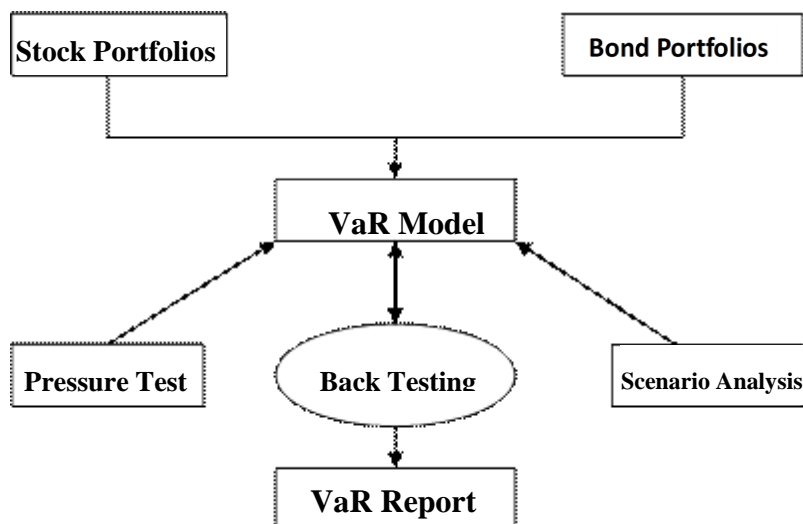 Stock Portfolios
Bond Portfolios
VaR Model
Pressure Test
Back Testing
Scenario Analysis
VaR Report